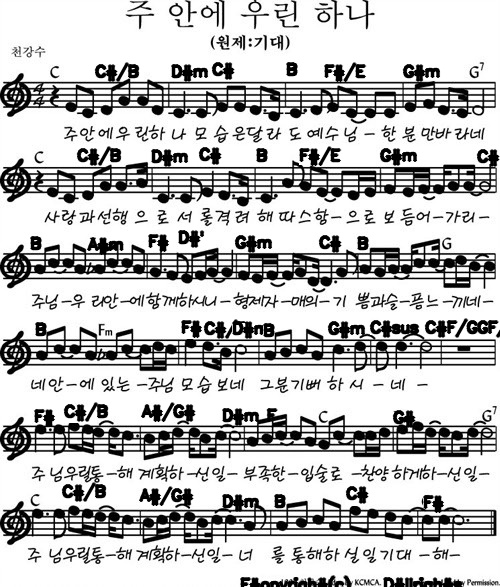 주 안에 우린 하나
(원제:기대)
천강수
C C#/B D#m C# B F#/E G#m G7
주안에우린하 나 모 습은달라 도 예수님 - 한 분 만바라네
C C#/B D#m C# B F#/E G#m C#
사랑과선행 으 로 서 롤격려 해 따스함-으로 보 듬어-가리-
B A#m F# D#' G#m C# B G
주님-우 리안-에함께하시니-형제자-매의-기 쁨과슬-픔느-끼네-
B Fm F# B G#m C#sus
네안-에 있는-주님 모습 보네 그분기뻐 하 시 - 네 -
F# C#/B A#/G# D#m E C G# G7
주 님우릴통-해 계획하-신일- 부족한-입술로-찬양하게하-신일-
C C#/B A#/G# D#m B C# F#
주 님우릴통-해 계획하-신일-너 를 통해하 실 일기대 -해-
KCMCA.
Permission.